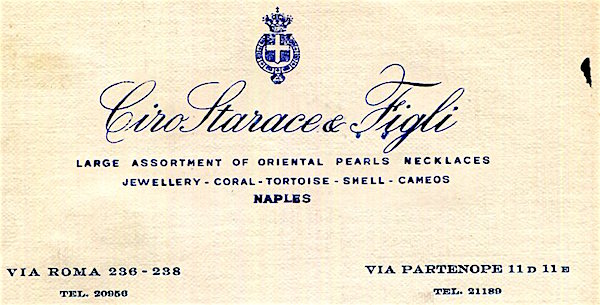 Ciro Starace & Figli
LARGE ASSORTMENT OF ORIENTAL PEARLS NECKLACES
JEWELLERY - CORAL - TORTOISE - SHELL - CAMEOS
NAPLES
VIA ROMA 236 - 238
TEL. 20956
VIA PARTENOPE 11 D 11 E
TEL. 21189